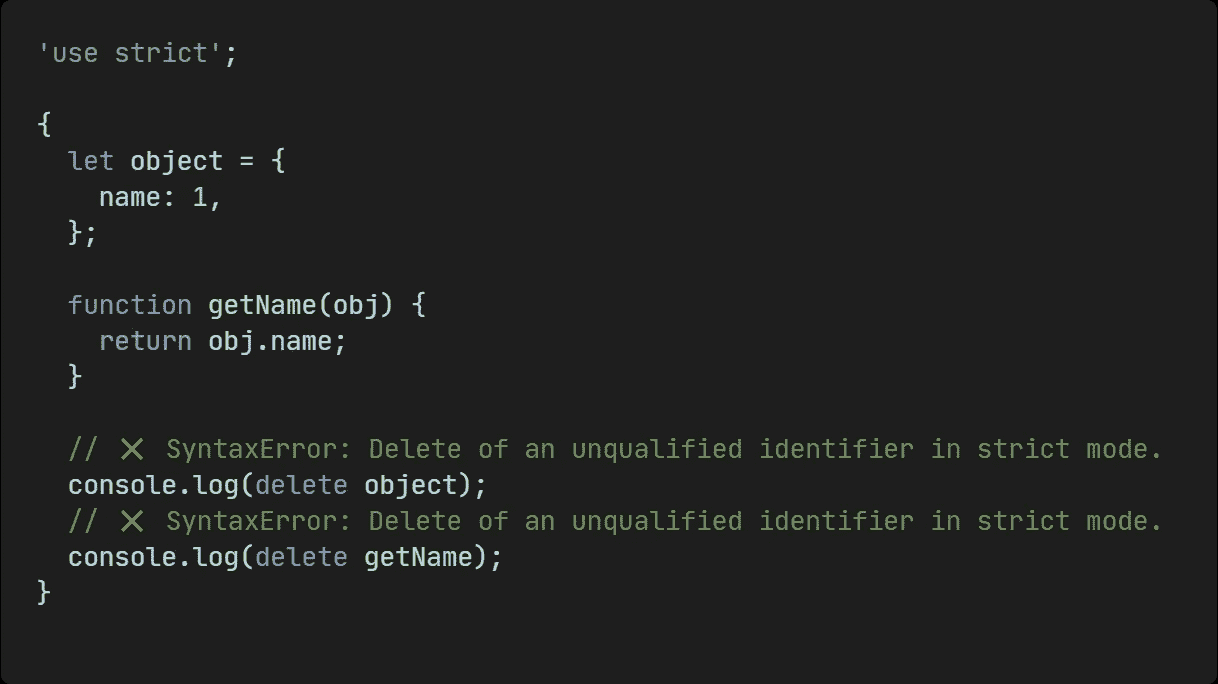 'use strict';

{
  let object = {
    name: 1,
  };

  function getName(obj) {
    return obj.name;
  }

  // ❌ SyntaxError: Delete of an unqualified identifier in strict mode.
  console.log(delete object);
  // ❌ SyntaxError: Delete of an unqualified identifier in strict mode.
  console.log(delete getName);
}